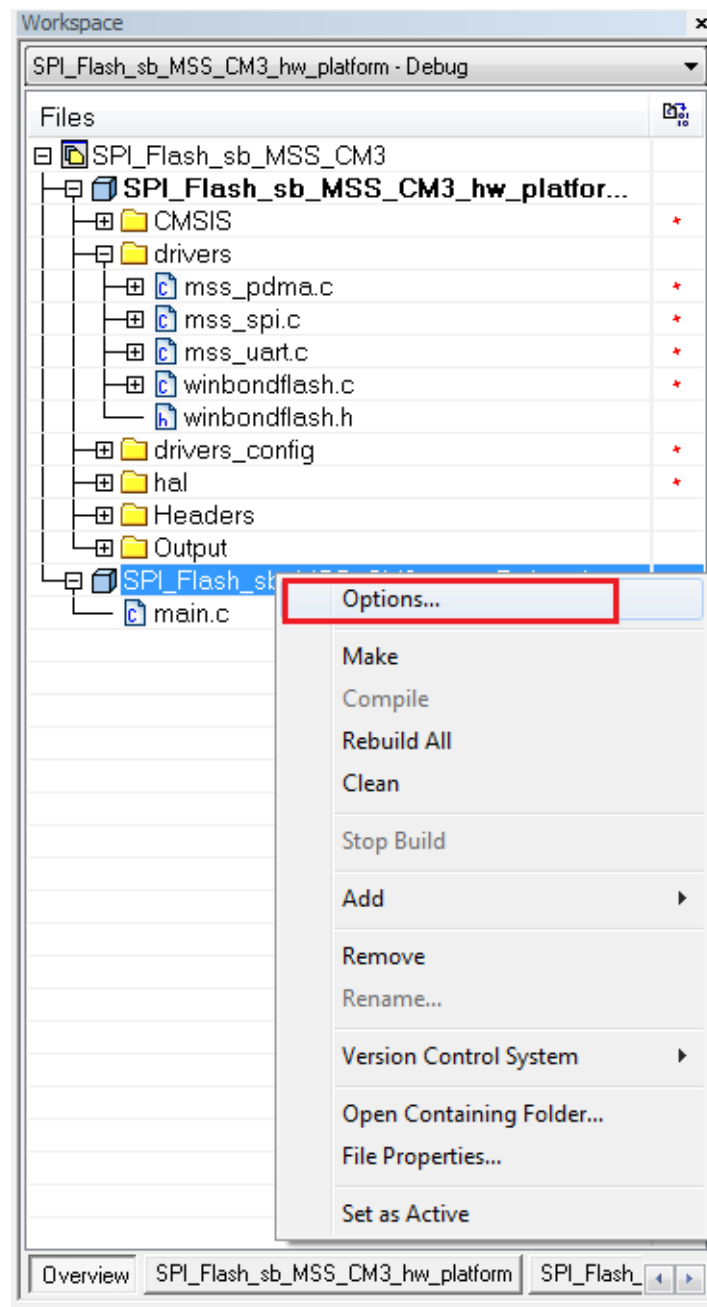 Workspace
SPI_Flash_sb_MSS_CM3_hw_platform - Debug
Files
SPI_Flash_sb_MSS_CM3
SPI_Flash_sb_MSS_CM3_hw_platfor...
CMSIS
drivers
mss_pdma.c
mss_spi.c
mss_uart.c
winbondflash.c
winbondflash.h
drivers_config
hal
Headers
Output
SPI_Flash_sb
main.c
Options...
Make
Compile
Rebuild All
Clean
Stop Build
Add
Remove
Rename...
Version Control System
Open Containing Folder...
File Properties...
Set as Active
Overview SPI_Flash_sb_MSS_CM3_hw_platform SPI_Flash_